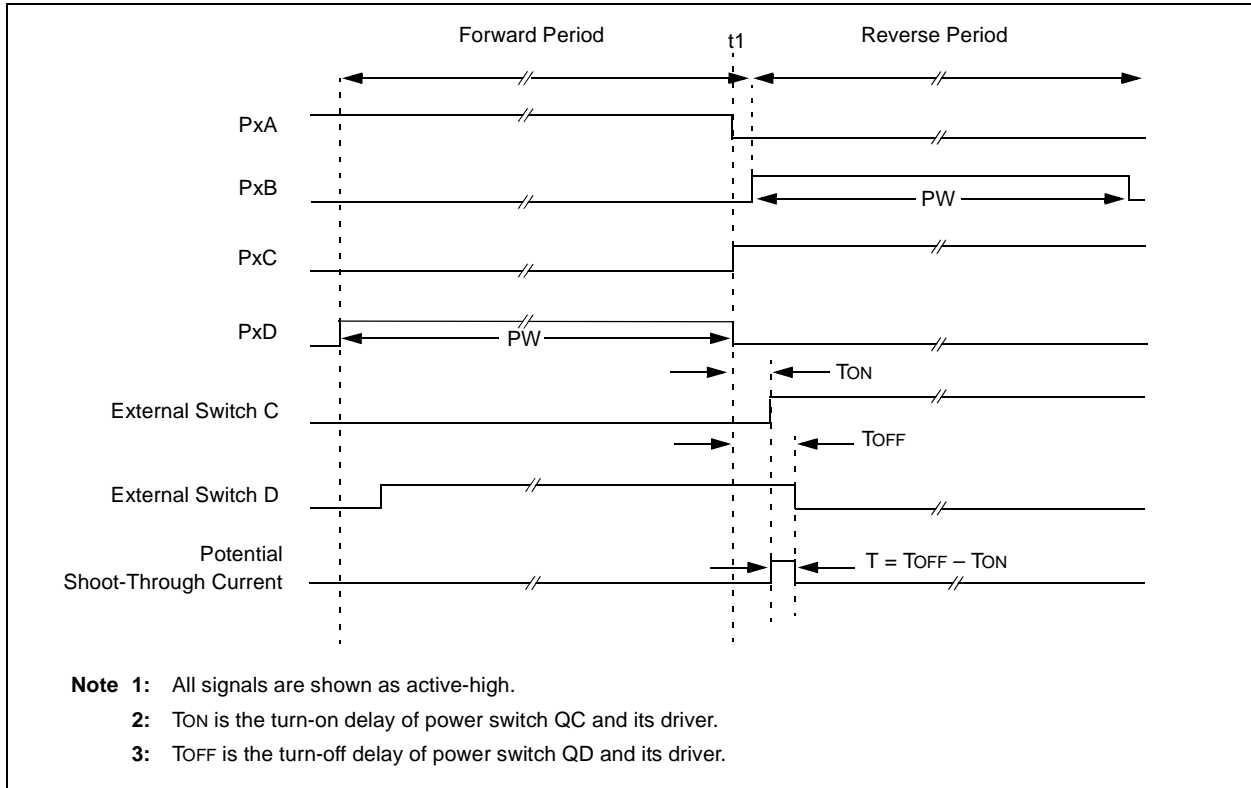 Forward Period
t1
Reverse Period
PxA
PxB
PW
PxC
PxD
PW
TON
External Switch C
TOFF
External Switch D
Potential
Shoot-Through Current
T = TOFF – TON
Note 1: All signals are shown as active-high.
2: TON is the turn-on delay of power switch QC and its driver.
3: TOFF is the turn-off delay of power switch QD and its driver.